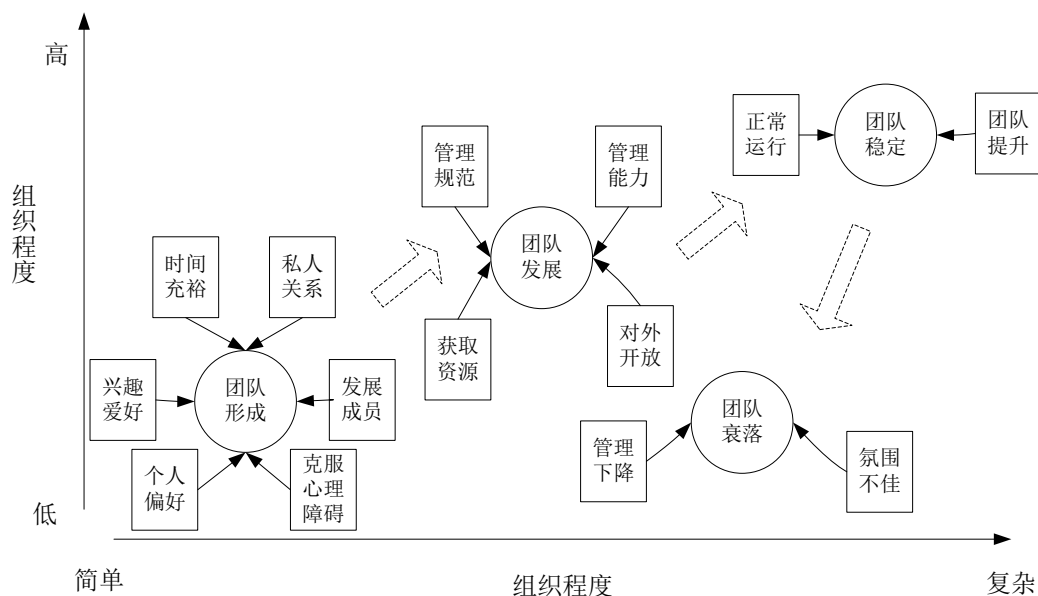 高
组织程度
低
正常
运行
团队
稳定
团队
提升
管理
规范
管理
能力
团队
发展
获取
资源
对外
开放
时间
充裕
私人
关系
兴趣
爱好
团队
形成
发展
成员
个人
偏好
克服
心理
障碍
团队
衰落
管理
下降
氛围
不佳
简单
组织程度
复杂